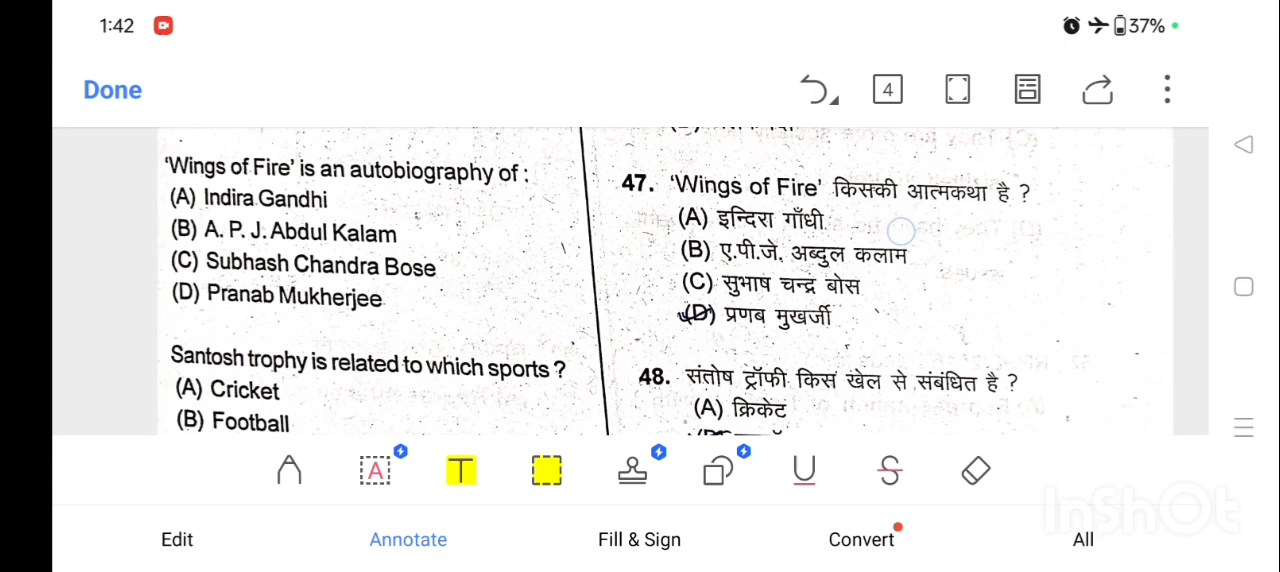 1:42
37%
Done
4
'Wings of Fire' is an autobiography of :
(A) Indira Gandhi
(B) A. P. J. Abdul Kalam
(C) Subhash Chandra Bose
(D) Pranab Mukherjee
Santosh trophy is related to which sports ?
(A) Cricket
(B) Football
47. 'Wings of Fire' किसकी आत्मकथा है ?
(A) इन्दिरा गाँधी
(B) ए.पी.जे. अब्दुल कलाम
(C) सुभाष चन्द्र बोस
(D) प्रणब मुखर्जी
48. संतोष ट्रॉफी किस खेल से संबंधित है ?
(A) क्रिकेट
A
T
U
S
Edit
Annotate
Fill & Sign
Convert
All
InShOt